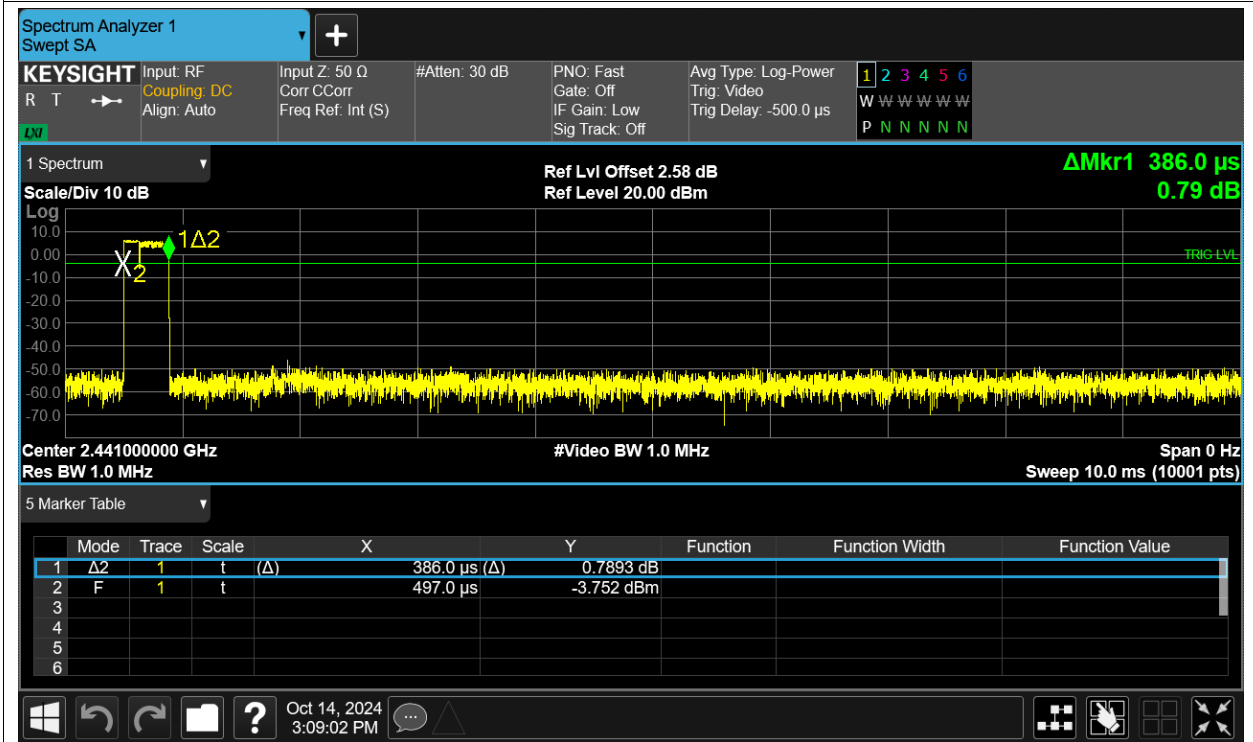 Spectrum Analyzer 1
Swept SA
KEYSIGHT Input: RF Input Z: 50 Ω #Atten: 30 dB PNO: Fast Avg Type: Log-Power 1 2 3 4 5 6
R T Coupling: DC Corr CCorr Gate: Off Trig: Video W W W W W W
Align: Auto Freq Ref: Int (S) IF Gain: Low Trig Delay: -500.0 µs P N N N N N
LXI Sig Track: Off
1 Spectrum Ref Lvl Offset 2.58 dB ΔMkr1 386.0 µs
Scale/Div 10 dB Ref Level 20.00 dBm 0.79 dB
Log
10.0 1Δ2
0.00 X TRIG LVL
-10.0 2
-20.0
-30.0
-40.0
-50.0
-60.0
-70.0
Center 2.441000000 GHz #Video BW 1.0 MHz Span 0 Hz
Res BW 1.0 MHz Sweep 10.0 ms (10001 pts)
5 Marker Table
Mode Trace Scale X Y Function Function Width Function Value
1 Δ2 1 t (Δ) 386.0 µs (Δ) 0.7893 dB
2 F 1 t 497.0 µs -3.752 dBm
3
4
5
6
? Oct 14, 2024
3:09:02 PM